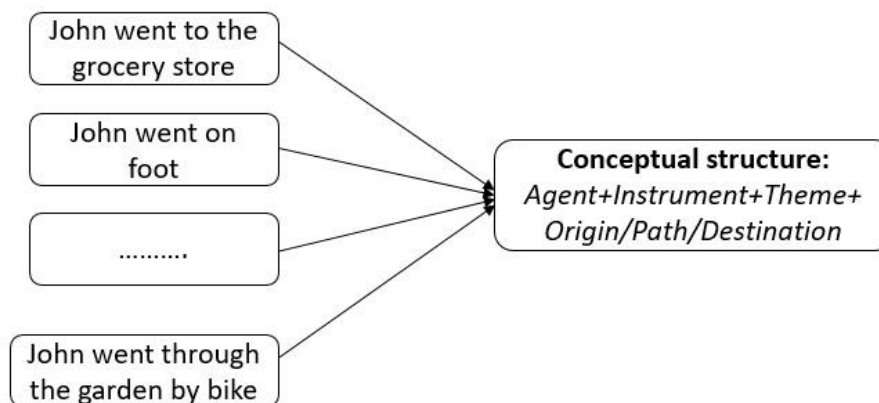 John went to the
grocery store
John went on
foot
……….
John went through
the garden by bike
Conceptual structure:
Agent+Instrument+Theme+
Origin/Path/Destination